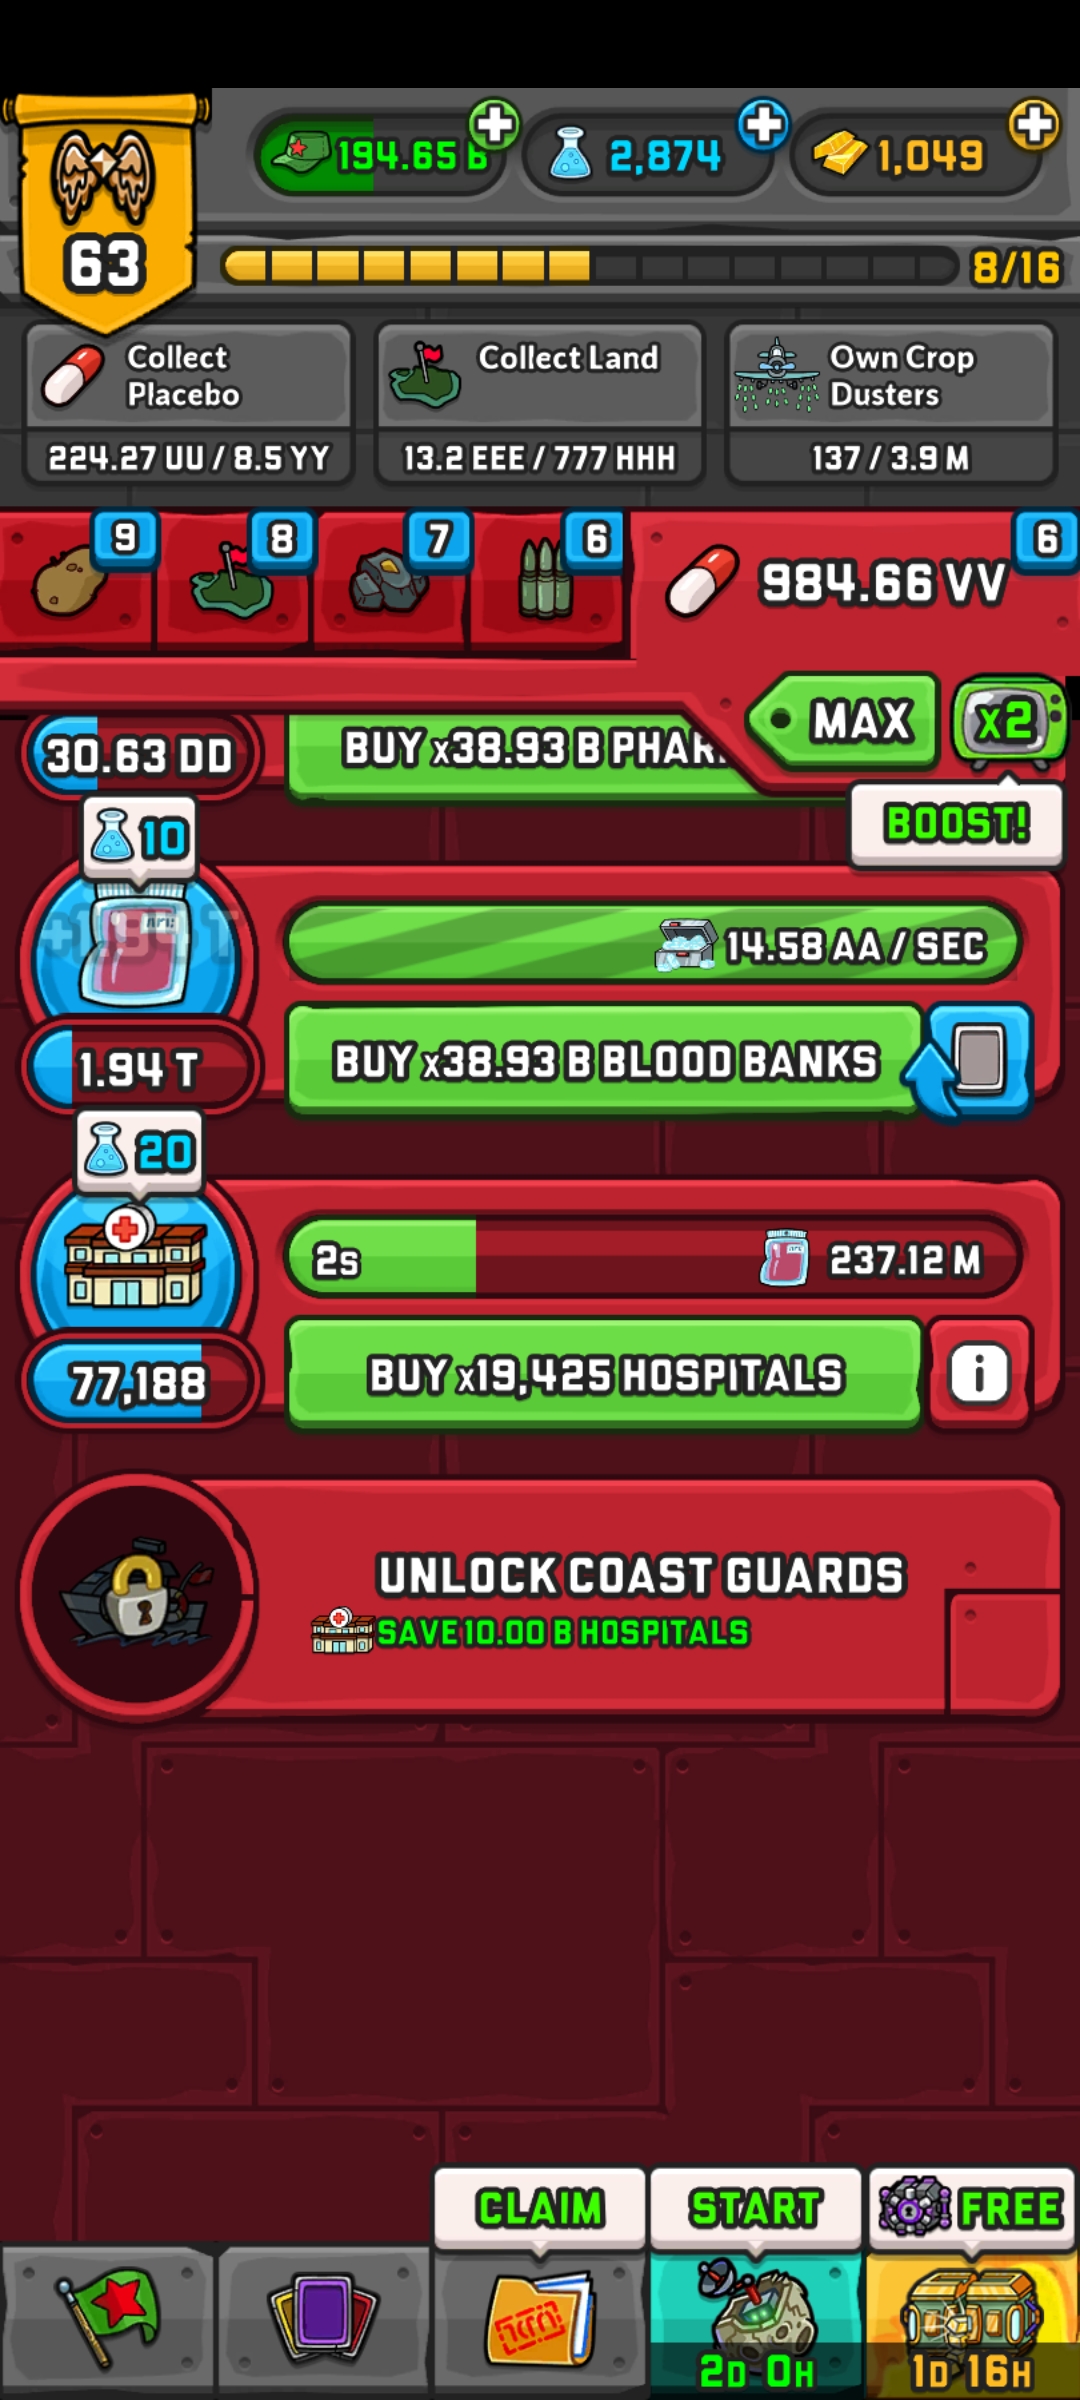 194.65 B
2,874
1,049
63
8/16
Collect
Placebo
224.27 UU / 8.5 YY
Collect Land
13.2 EEE / 777 HHH
Own Crop
Dusters
137 / 3.9 M
9
8
7
6
984.66 VV
6
MAX
x2
BOOST!
30.63 DD
BUY x38.93 B PHAR
10
+1.94 T
14.58 AA / SEC
1.94 T
BUY x38.93 B BLOOD BANKS
20
2s
237.12 M
77,188
BUY x19,425 HOSPITALS
i
UNLOCK COAST GUARDS
SAVE 10.00 B HOSPITALS
CLAIM
START
FREE
2D 0H
1D 16H